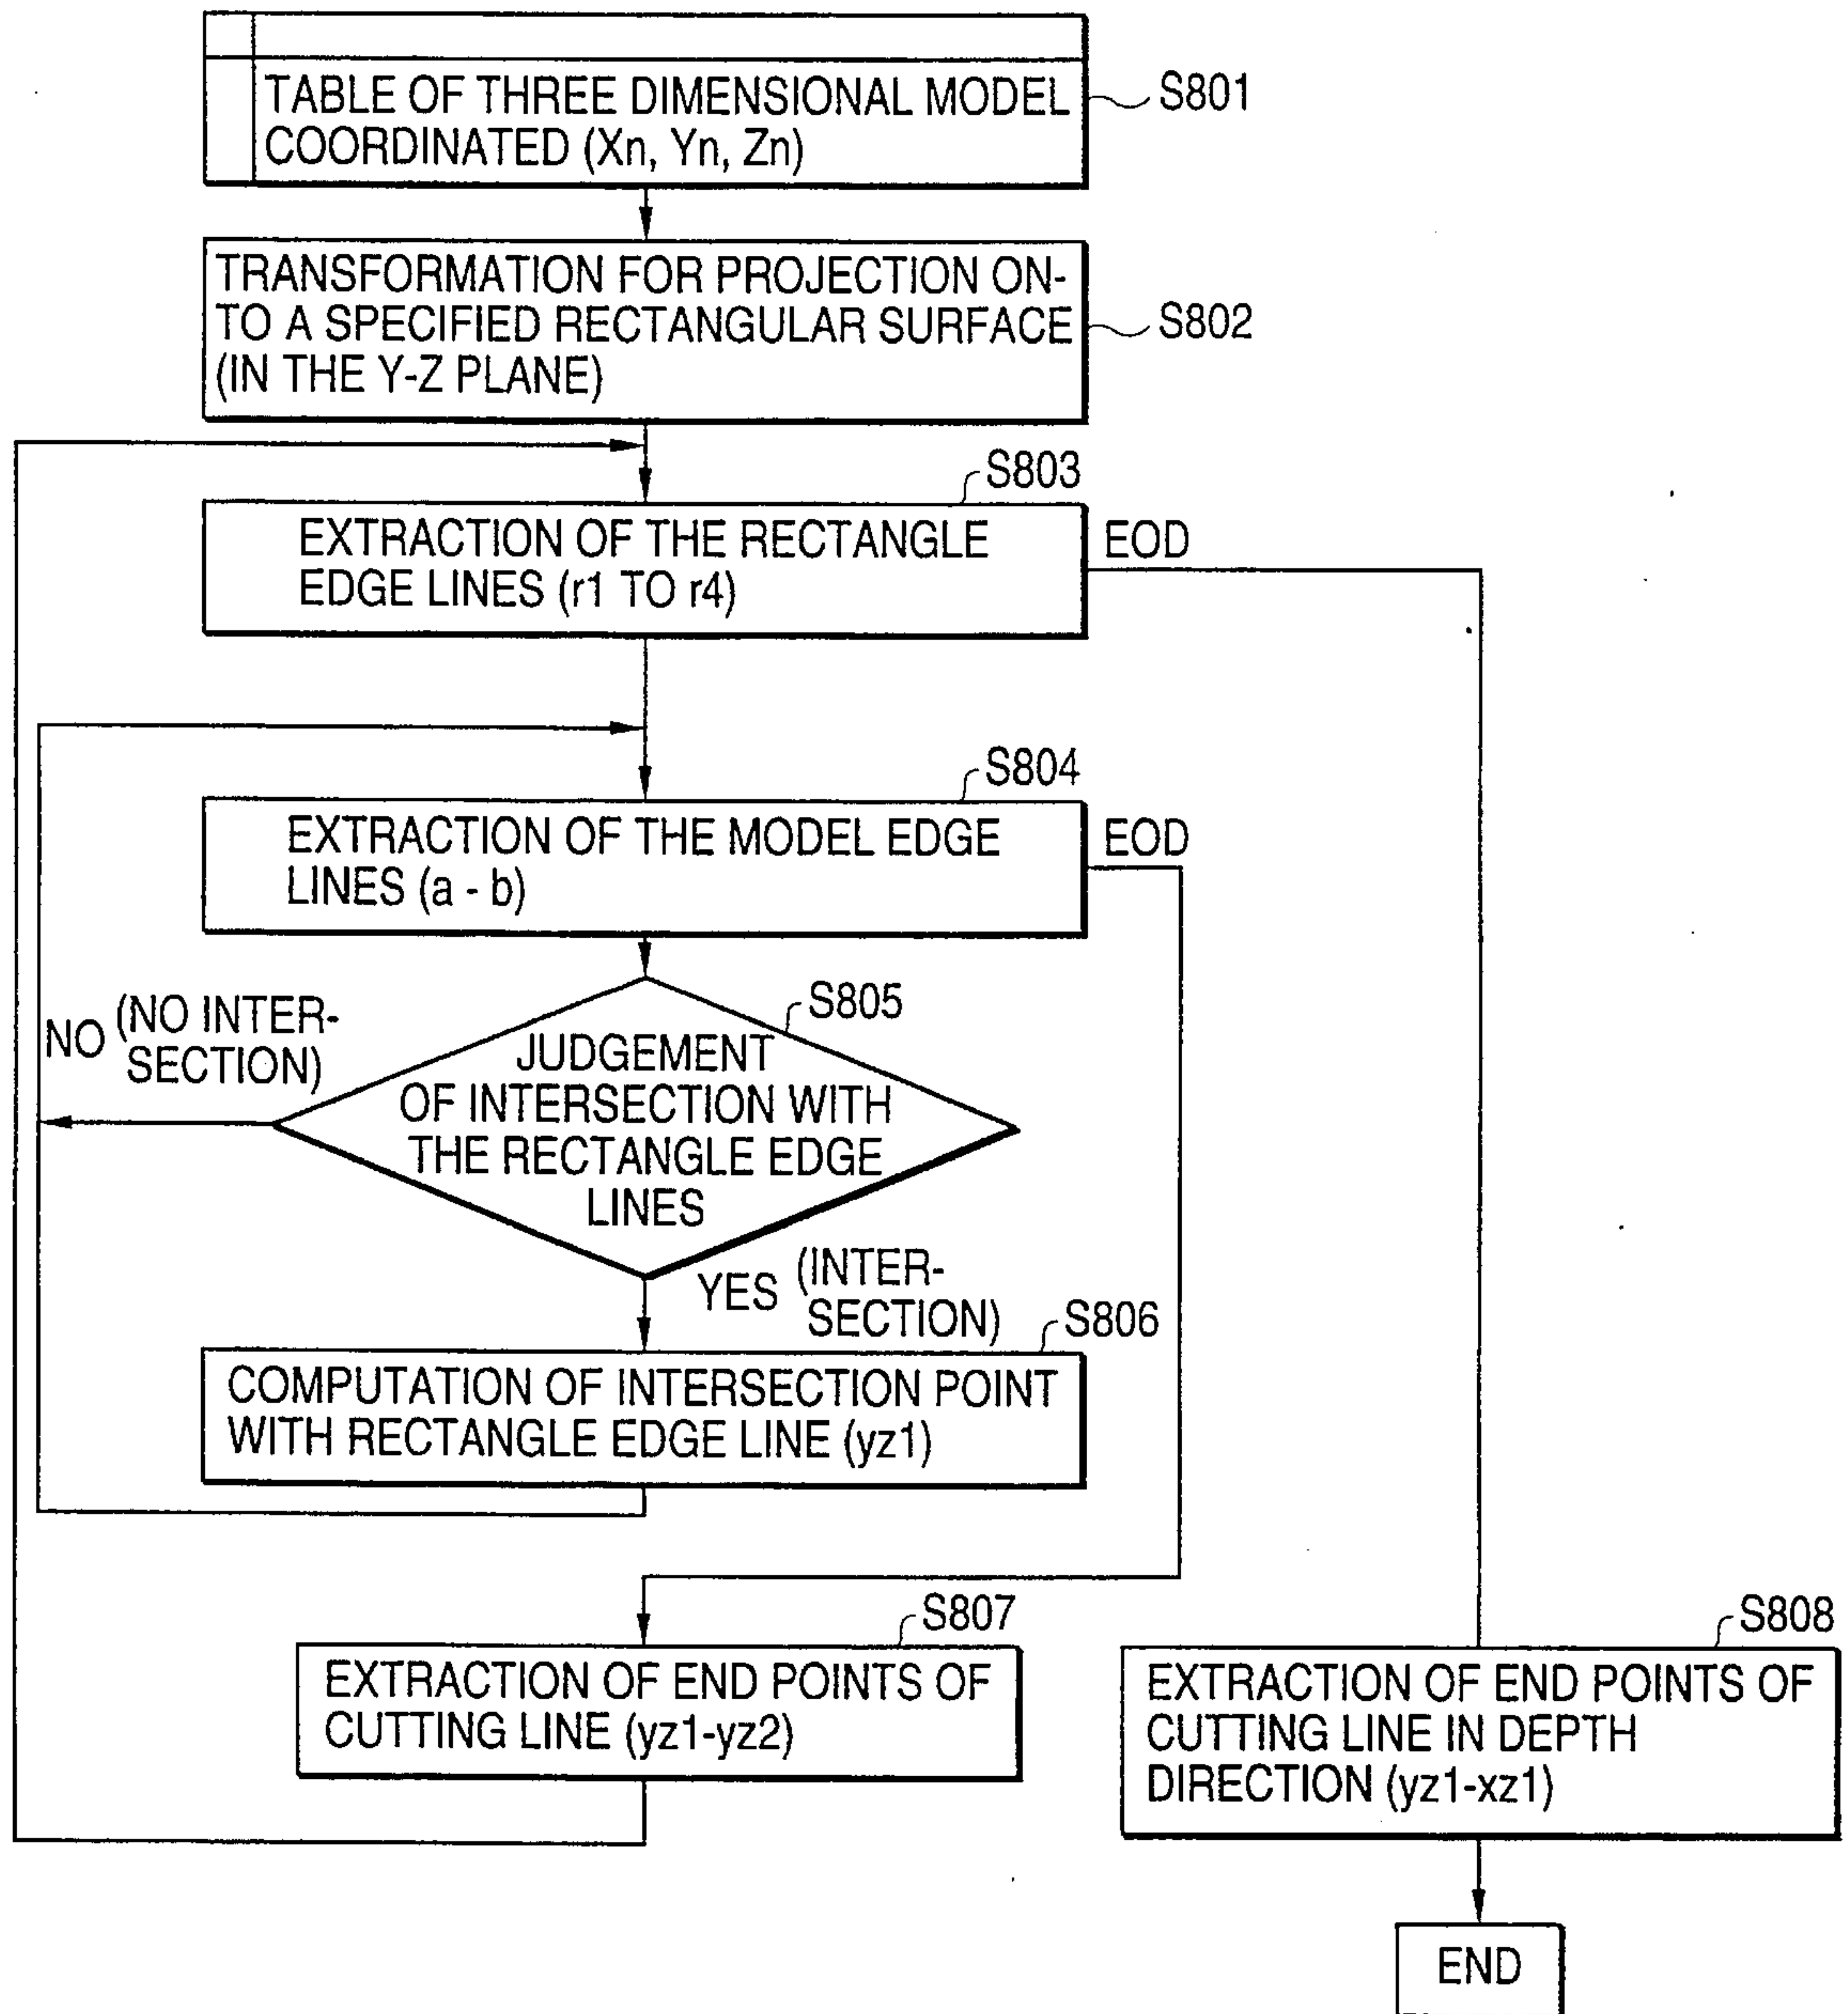 TABLE OF THREE DIMENSIONAL MODEL
COORDINATED (Xn, Yn, Zn)
S801
TRANSFORMATION FOR PROJECTION ON-
TO A SPECIFIED RECTANGULAR SURFACE
(IN THE Y-Z PLANE)
S802
S803
EXTRACTION OF THE RECTANGLE
EDGE LINES (r1 TO r4)
EOD
S804
EXTRACTION OF THE MODEL EDGE
LINES (a - b)
EOD
S805
JUDGEMENT
OF INTERSECTION WITH
THE RECTANGLE EDGE
LINES
NO (NO INTER-
SECTION)
YES (INTER-
SECTION)
S806
COMPUTATION OF INTERSECTION POINT
WITH RECTANGLE EDGE LINE (yz1)
S807
EXTRACTION OF END POINTS OF
CUTTING LINE (yz1-yz2)
S808
EXTRACTION OF END POINTS OF
CUTTING LINE IN DEPTH
DIRECTION (yz1-xz1)
END